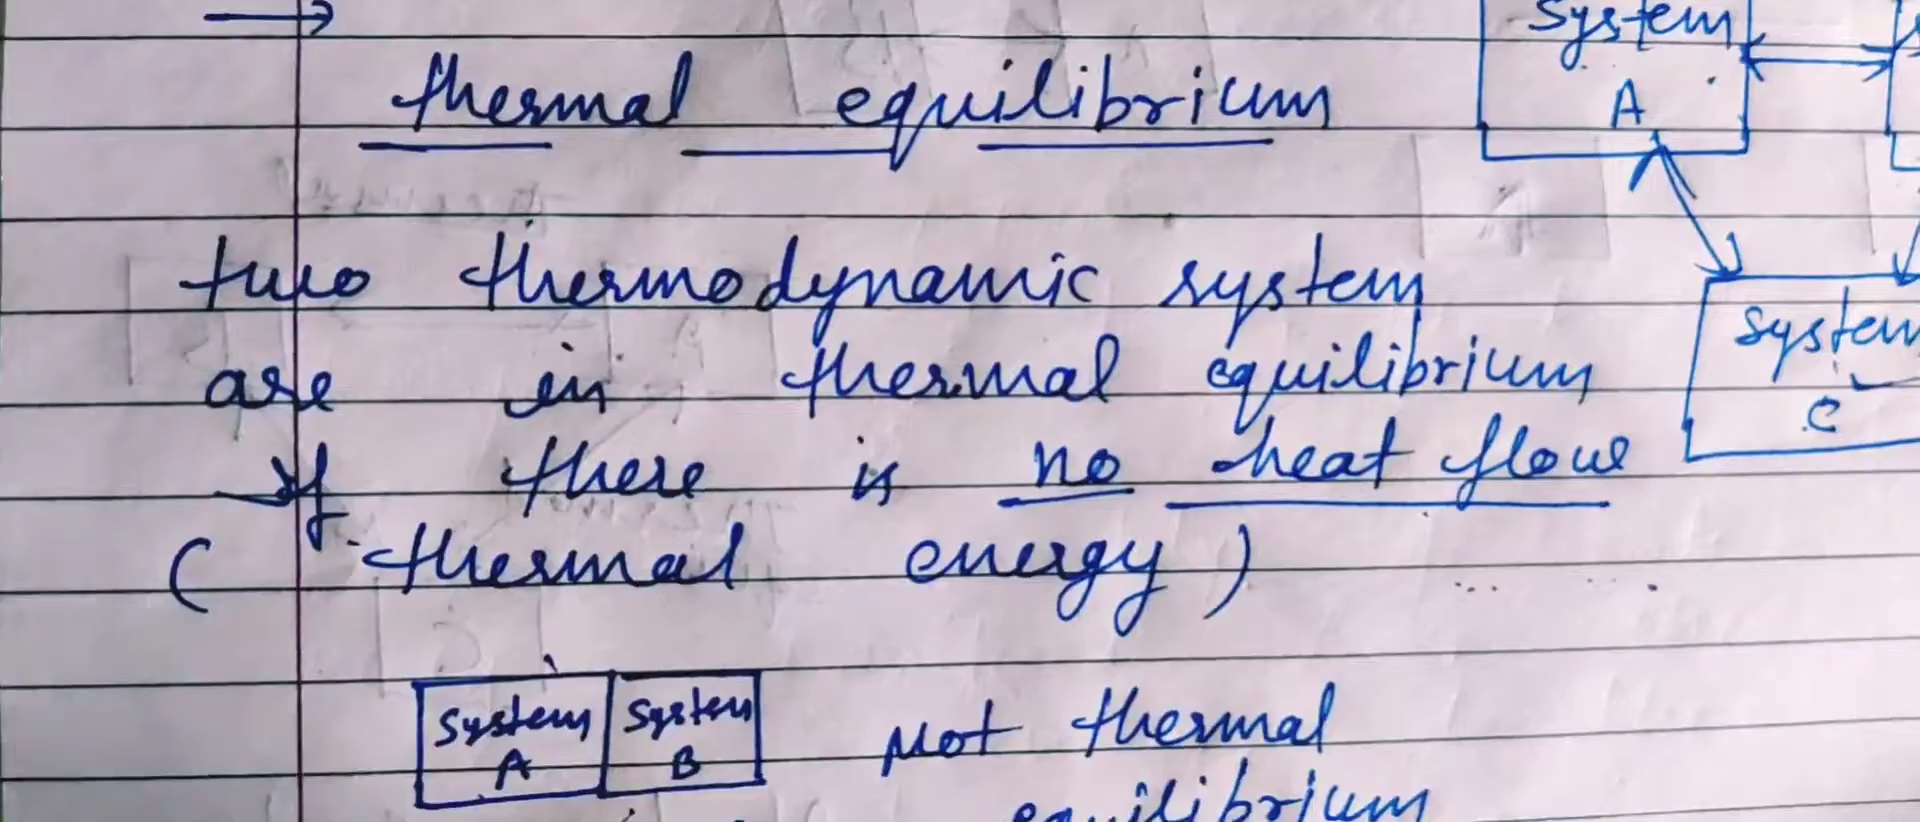 System
A
thermal equilibrium
two thermodynamic system
are in thermal equilibrium
If there is no heat flow
(thermal energy)
system
C
System
A
System
B
Not thermal
equilibrium